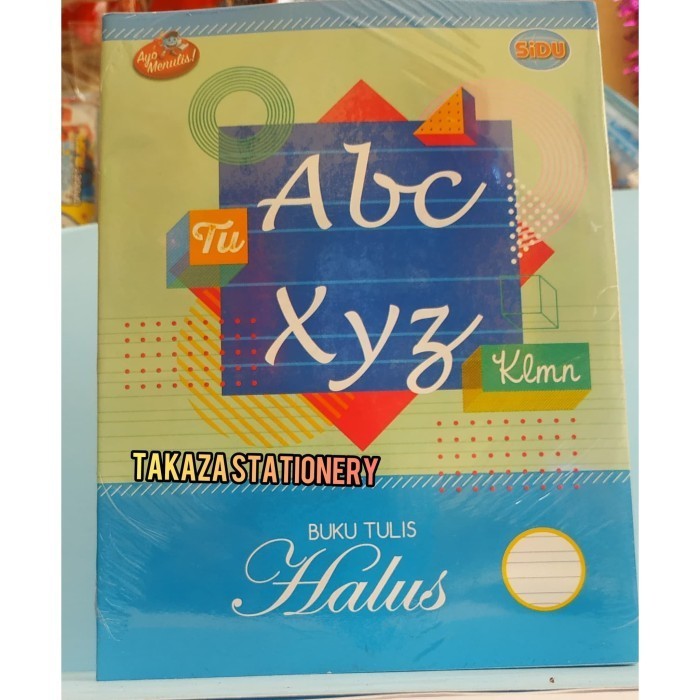 Ayo
Menulis!
SiDU
Abc
Tu
Xyz
Klmn
TAKAZA STATIONERY
BUKU TULIS
Halus